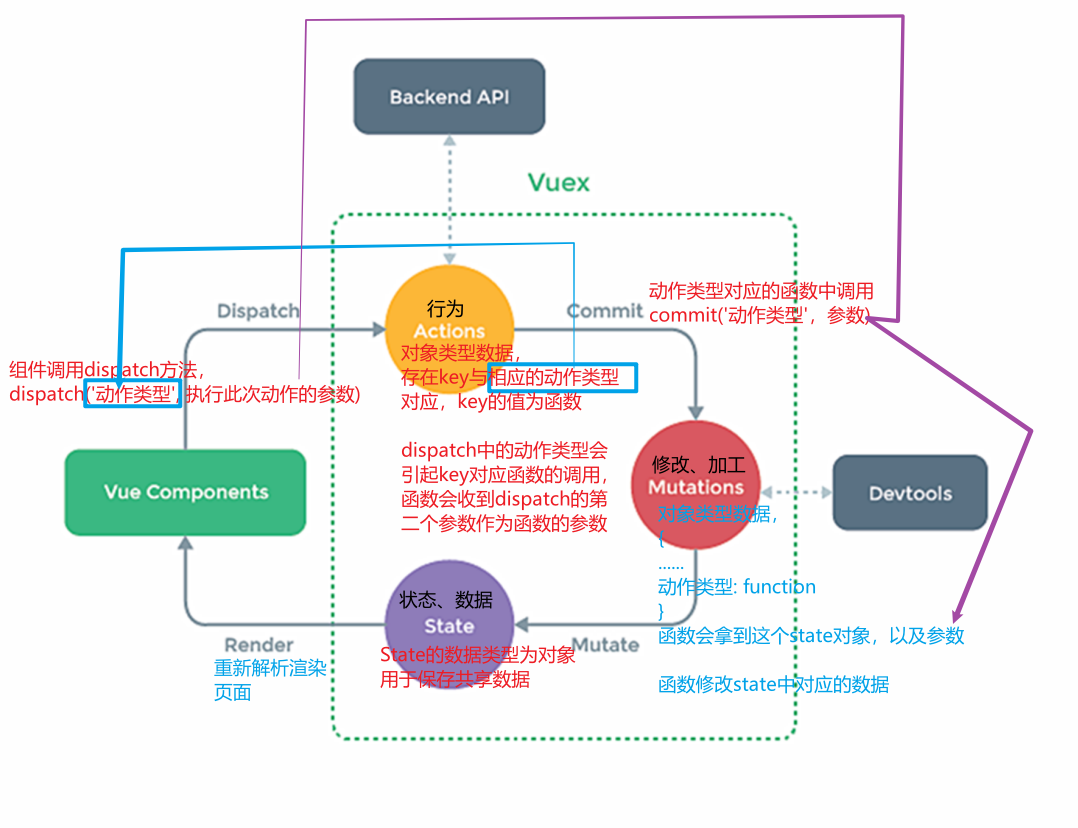 Backend API
Vuex
Dispatch
行为
Actions
Commit
动作类型对应的函数中调用
commit('动作类型', 参数)
组件调用dispatch方法，
dispatch('动作类型', 执行此次动作的参数)
对象类型数据，
存在key与相应的动作类型
对应，key的值为函数
dispatch中的动作类型会
引起key对应函数的调用，
函数会收到dispatch的第
二个参数作为函数的参数
Vue Components
修改、加工
Mutations
Devtools
对象类型数据，
{
......
动作类型: function
}
函数会拿到这个state对象，以及参数
函数修改state中对应的数据
状态、数据
State
State的数据类型为对象
用于保存共享数据
Mutate
Render
重新解析渲染
页面